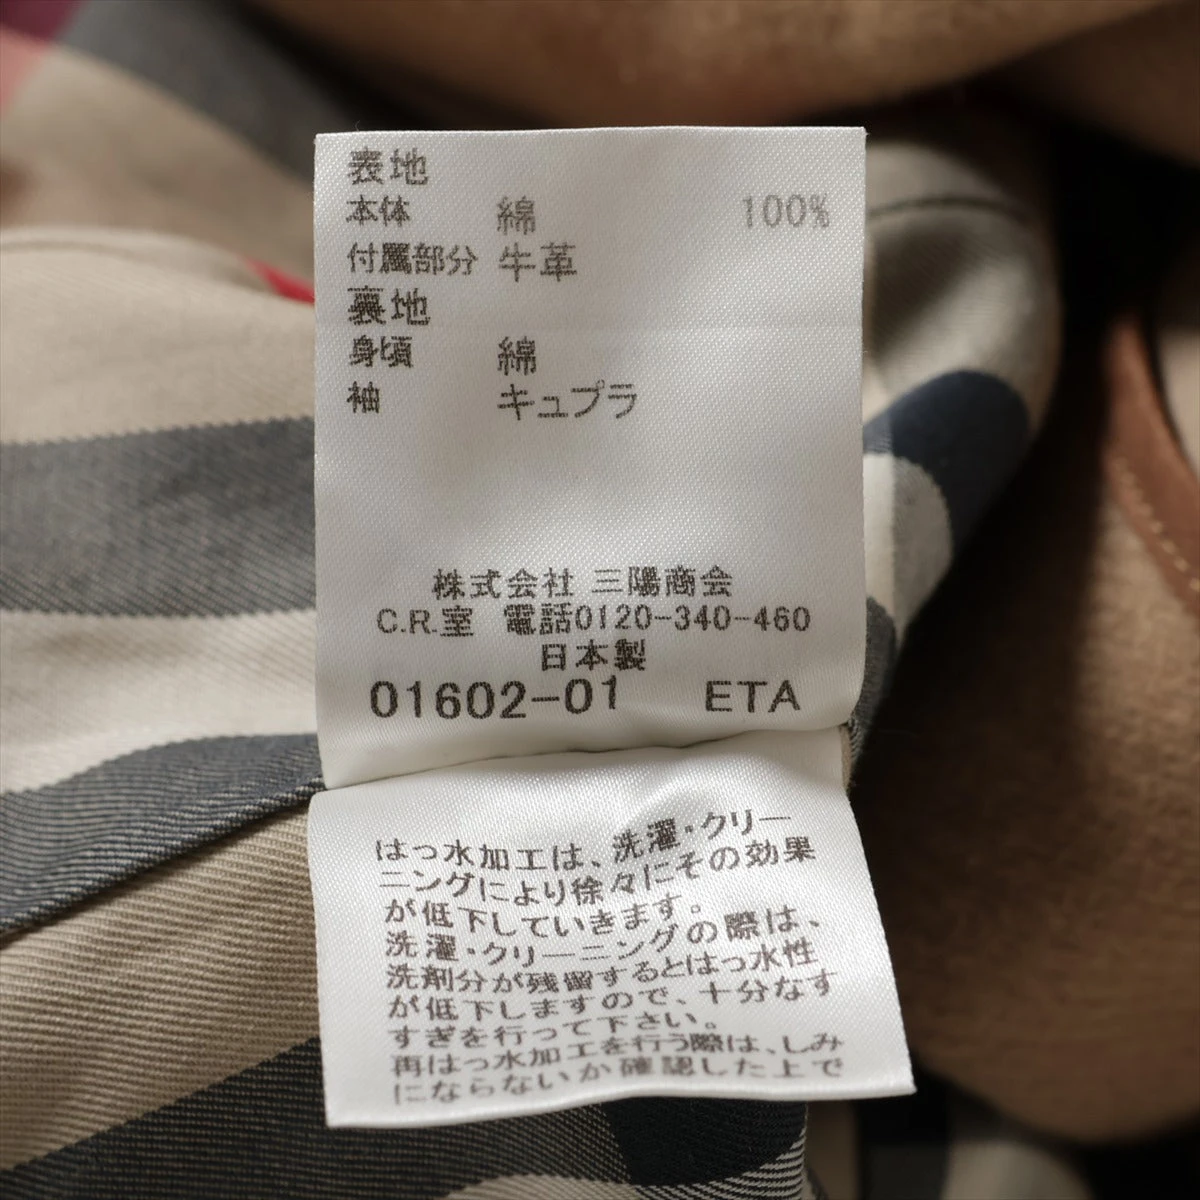 表地
本体 綿 100%
付属部分 牛革
裏地
身頃 綿
袖 キュプラ
株式会社 三陽商会
C.R.室 電話0120-340-460
日本製
01602-01 ETA
はっ水加工は、洗濯・クリー
ニングにより徐々にその効果
が低下していきます。
洗濯・クリーニングの際は、
洗剤分が残留するとはっ水性
が低下しますので、十分なす
すぎを行って下さい。
再はっ水加工を行う際は、しみ
にならないか確認した上で